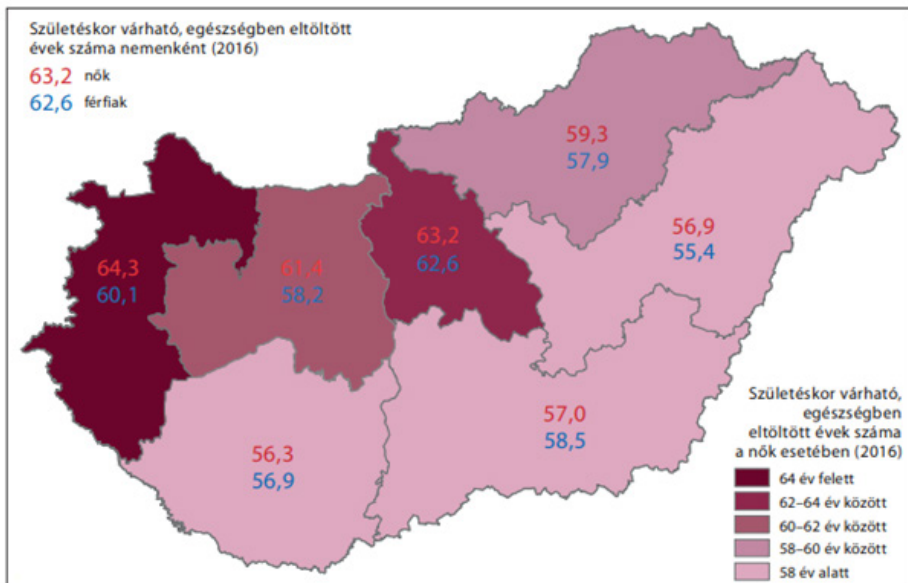 Születéskor várható, egészségben eltöltött
évek száma nemenként (2016)
63,2 nők
62,6 férfiak
59,3
57,9
56,9
55,4
63,2
62,6
64,3
60,1
61,4
58,2
57,0
58,5
56,3
56,9
Születéskor várható,
egészségben
eltöltött évek száma
a nők esetében (2016)
64 év felett
62–64 év között
60–62 év között
58–60 év között
58 év alatt